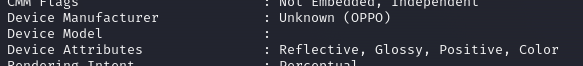 CMM Flags : Not Embedded, Independent
Device Manufacturer : Unknown (OPPO)
Device Model :
Device Attributes : Reflective, Glossy, Positive, Color
Rendering Intent : Perceptual